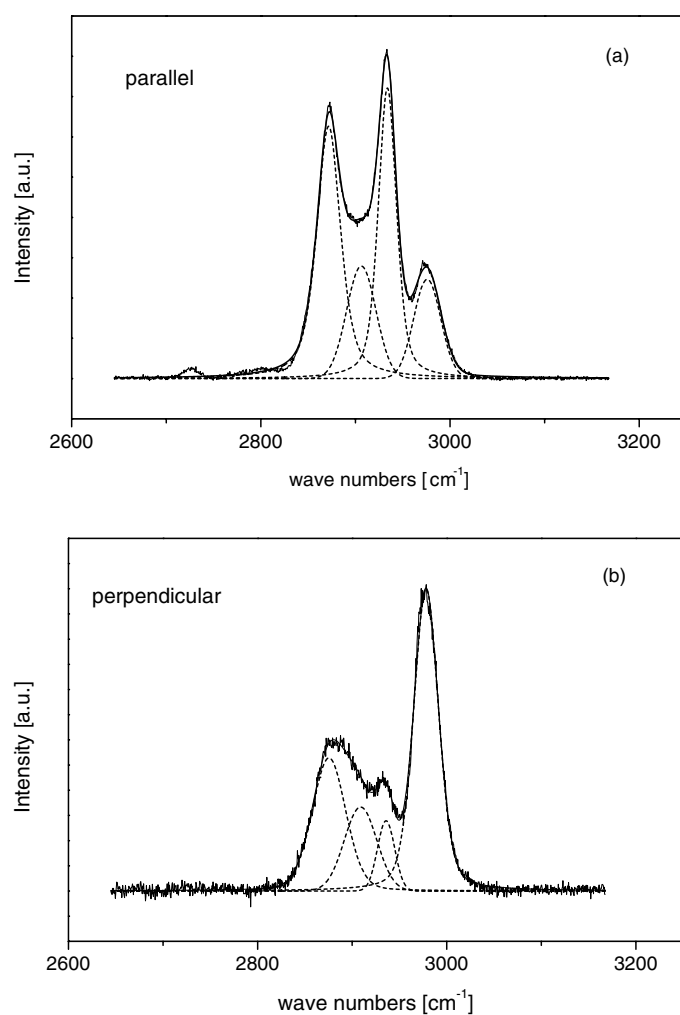 (a)
parallel
Intensity [a.u.]
2600 2800 3000 3200
wave numbers [cm⁻¹]
(b)
perpendicular
Intensity [a.u.]
2600 2800 3000 3200
wave numbers [cm⁻¹]